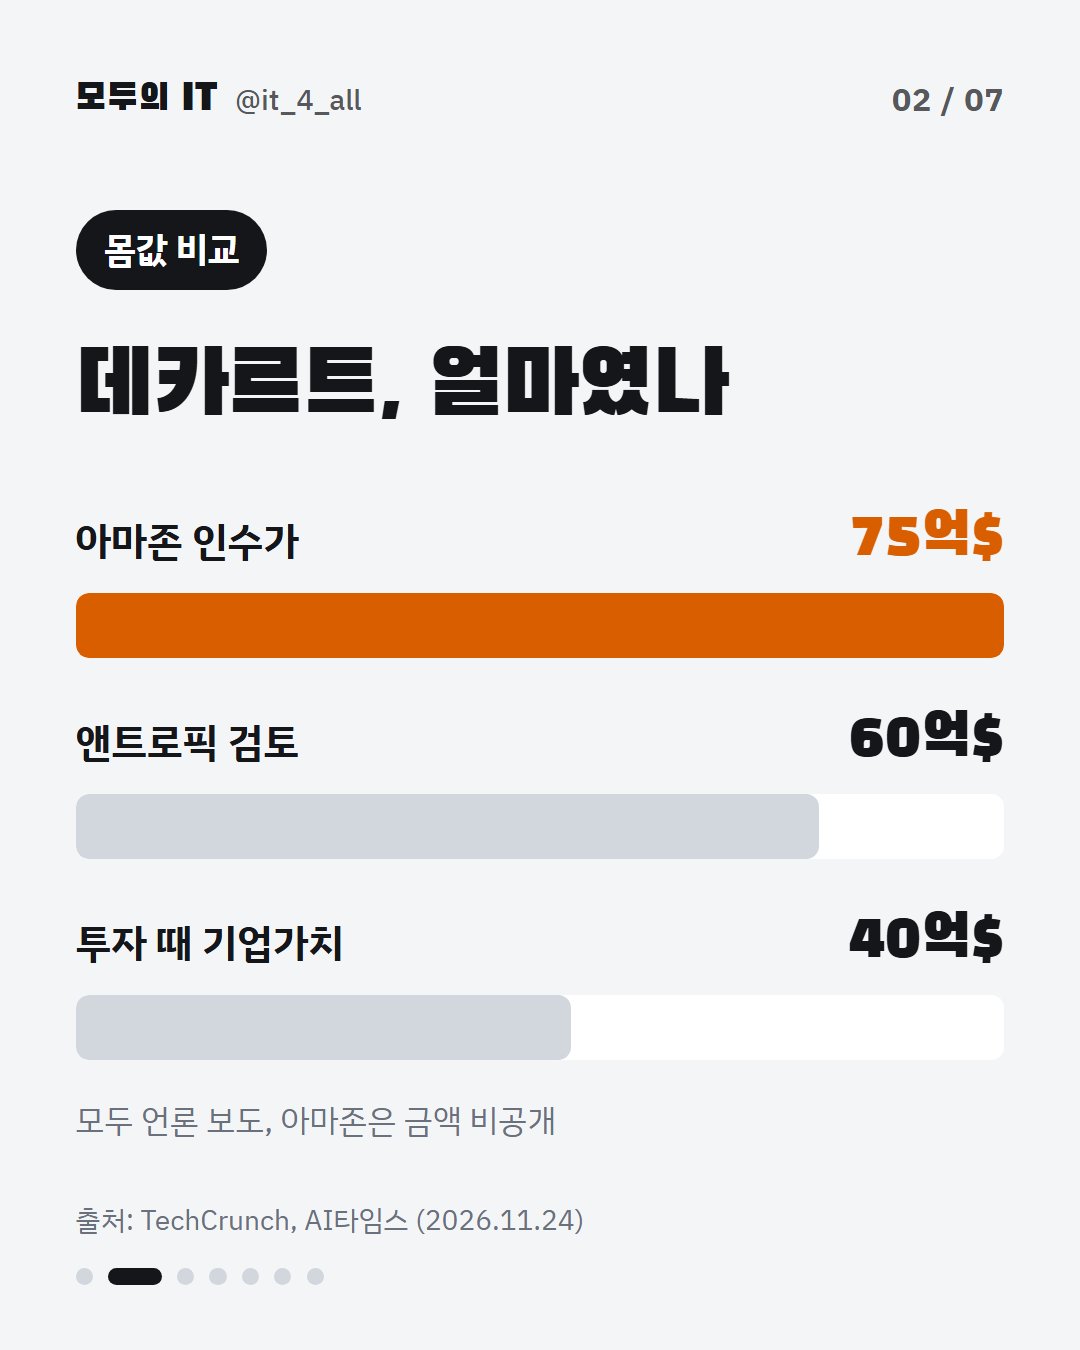 모두의 IT @it_4_all 02 / 07
몸값 비교
데카르트, 얼마였나
아마존 인수가 75억$
앤트로픽 검토 60억$
투자 때 기업가치 40억$
모두 언론 보도, 아마존은 금액 비공개
출처: TechCrunch, AI타임스 (2026.11.24)